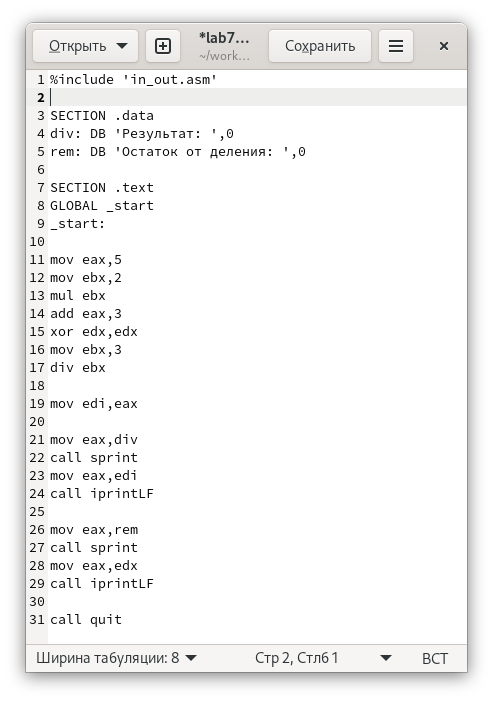 Открыть
*lab7...
~/work...
Сохранить
1 %include 'in_out.asm'
2
3 SECTION .data
4 div: DB 'Результат: ',0
5 rem: DB 'Остаток от деления: ',0
6
7 SECTION .text
8 GLOBAL _start
9 _start:
10
11 mov eax,5
12 mov ebx,2
13 mul ebx
14 add eax,3
15 xor edx,edx
16 mov ebx,3
17 div ebx
18
19 mov edi,eax
20
21 mov eax,div
22 call sprint
23 mov eax,edi
24 call iprintLF
25
26 mov eax,rem
27 call sprint
28 mov eax,edx
29 call iprintLF
30
31 call quit
Ширина табуляции: 8 Стр 2, Стлб 1 ВСТ